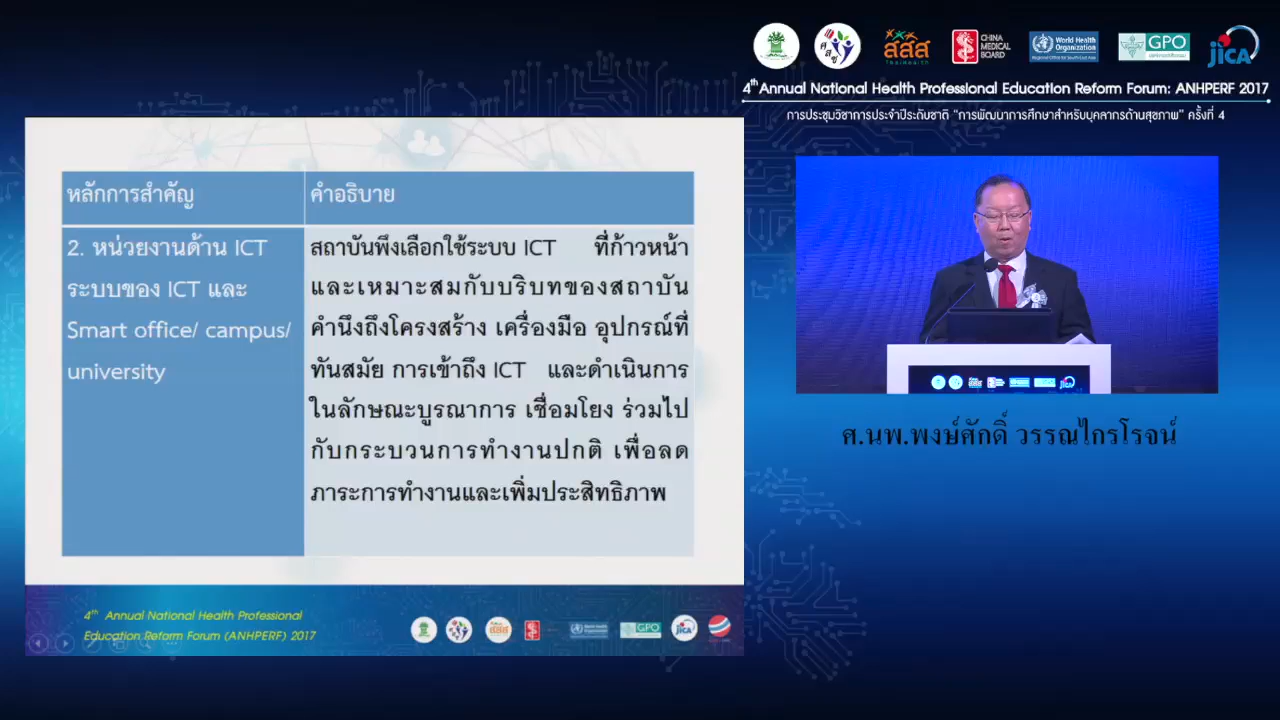 สสส
ThaiHealth
CHINA
MEDICAL
BOARD
World Health
Organization
GPO
jICA
4th Annual National Health Professional Education Reform Forum: ANHPERF 2017
การประชุมวิชาการประจำปีระดับชาติ "การพัฒนาการศึกษาสำหรับบุคลากรด้านสุขภาพ" ครั้งที่ 4
หลักการสำคัญ
คำอธิบาย
2. หน่วยงานด้าน ICT
ระบบของ ICT และ
Smart office/ campus/
university
สถาบันพึงเลือกใช้ระบบ ICT ที่ก้าวหน้า
และเหมาะสมกับบริบทของสถาบัน
คำนึงถึงโครงสร้าง เครื่องมือ อุปกรณ์ที่
ทันสมัย การเข้าถึง ICT และดำเนินการ
ในลักษณะบูรณาการ เชื่อมโยง ร่วมไป
กับกระบวนการทำงานปกติ เพื่อลด
ภาระการทำงานและเพิ่มประสิทธิภาพ
ศ.นพ.พงษ์ศักดิ์ วรรณไกรโรจน์
4th Annual National Health Professional
Education Reform Forum (ANHPERF) 2017
สสส
GPO
jICA